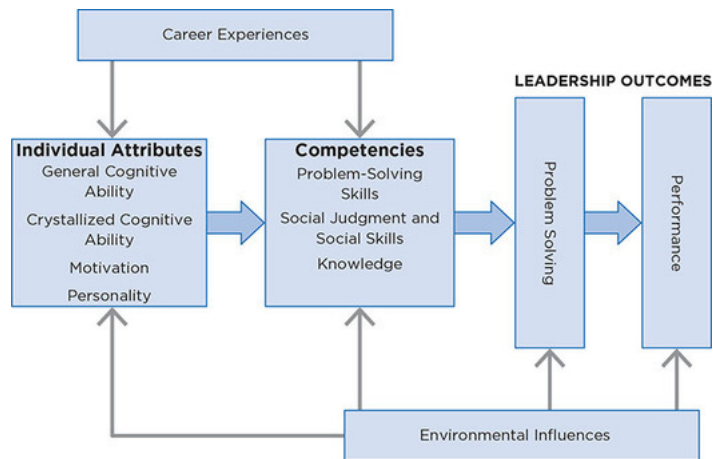 Career Experiences
LEADERSHIP OUTCOMES
Individual Attributes
General Cognitive
Ability
Crystallized Cognitive
Ability
Motivation
Personality
Competencies
Problem-Solving
Skills
Social Judgment and
Social Skills
Knowledge
Problem Solving
Performance
Environmental Influences